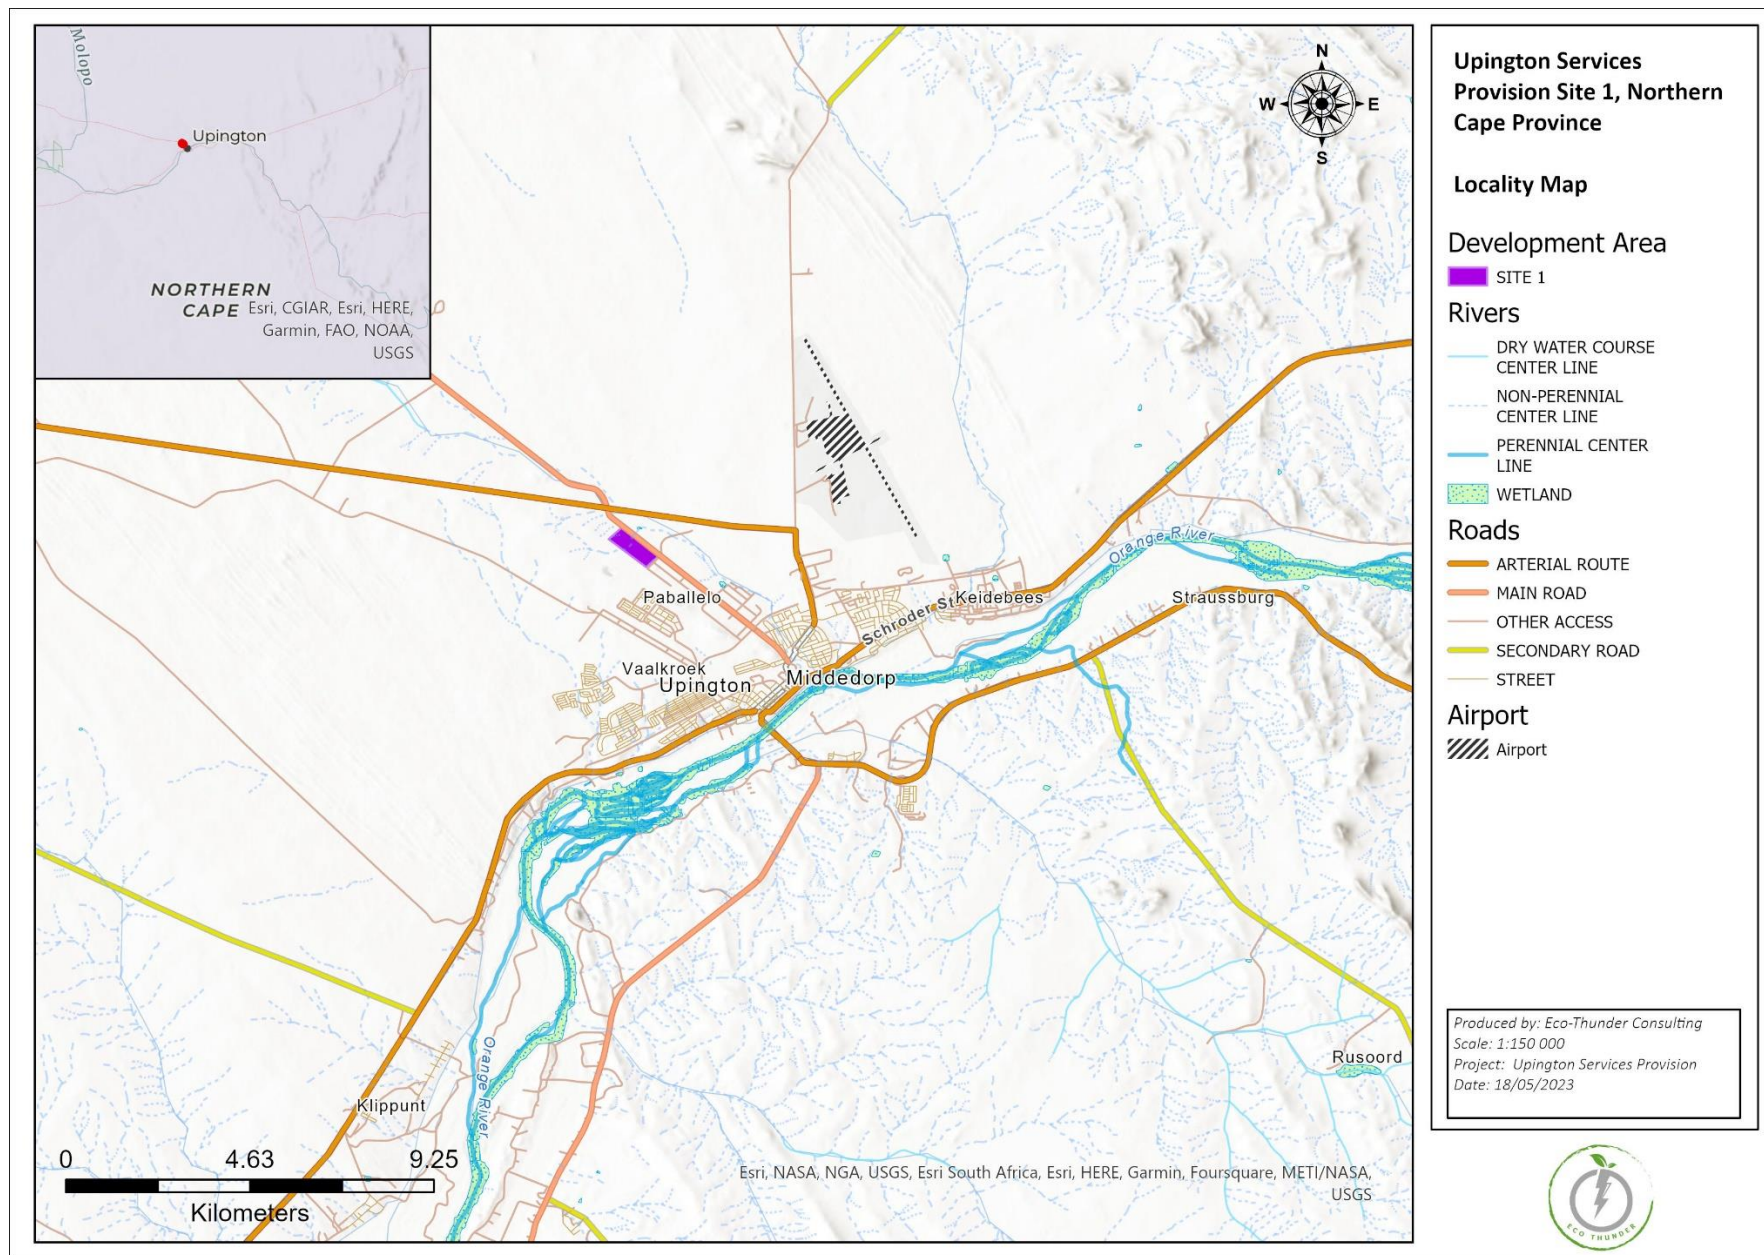 Molopo
Upington
NORTHERN
CAPE
Esri, CGIAR, Esri, HERE,
Garmin, FAO, NOAA,
USGS
N
W
E
S
Orange River
Paballelo
Schroder St
Keidebees
Straussburg
Vaalkroek
Upington
Middedorp
Orange River
Klippunt
Rusoord
0
4.63
9.25
Kilometers
Esri, NASA, NGA, USGS, Esri South Africa, Esri, HERE, Garmin, Foursquare, METI/NASA,
USGS
Upington Services
Provision Site 1, Northern
Cape Province
Locality Map
Development Area
SITE 1
Rivers
DRY WATER COURSE
CENTER LINE
NON-PERENNIAL
CENTER LINE
PERENNIAL CENTER
LINE
WETLAND
Roads
ARTERIAL ROUTE
MAIN ROAD
OTHER ACCESS
SECONDARY ROAD
STREET
Airport
Airport
Produced by: Eco-Thunder Consulting
Scale: 1:150 000
Project: Upington Services Provision
Date: 18/05/2023
ECO THUNDER